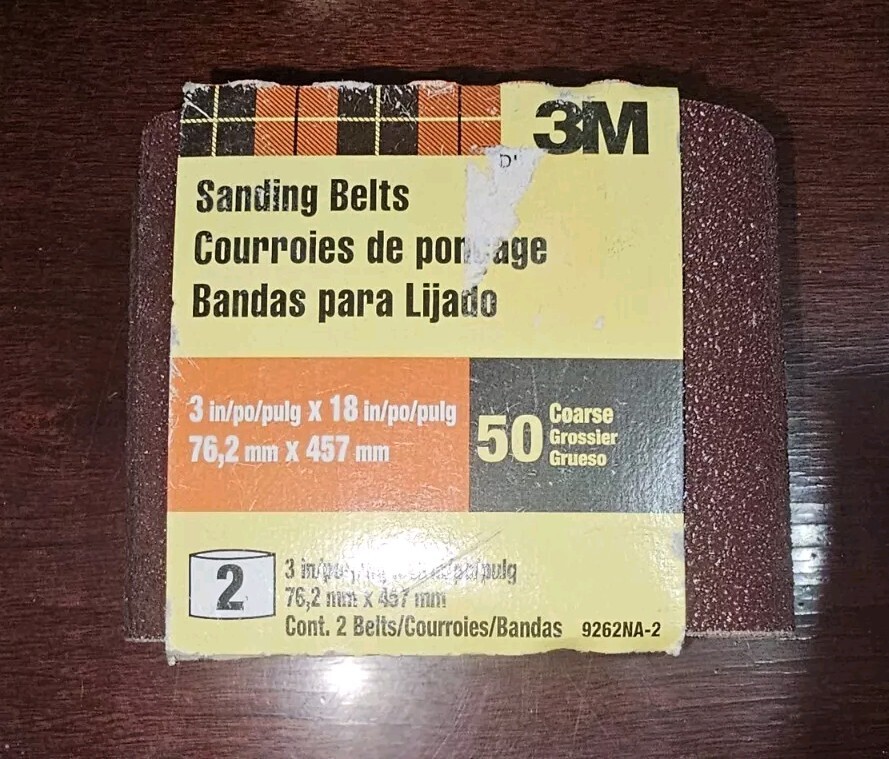 3M
Sanding Belts
Courroies de
Bandas para Lijado
3 in/po/pulg x 18 in/po/pulg
76,2 mm x 457 mm
50
Coarse
Grossier
Grueso
2
3
76,2 mm x 457 mm
Cont. 2 Belts/Courroies/Bandas 9262NA-2